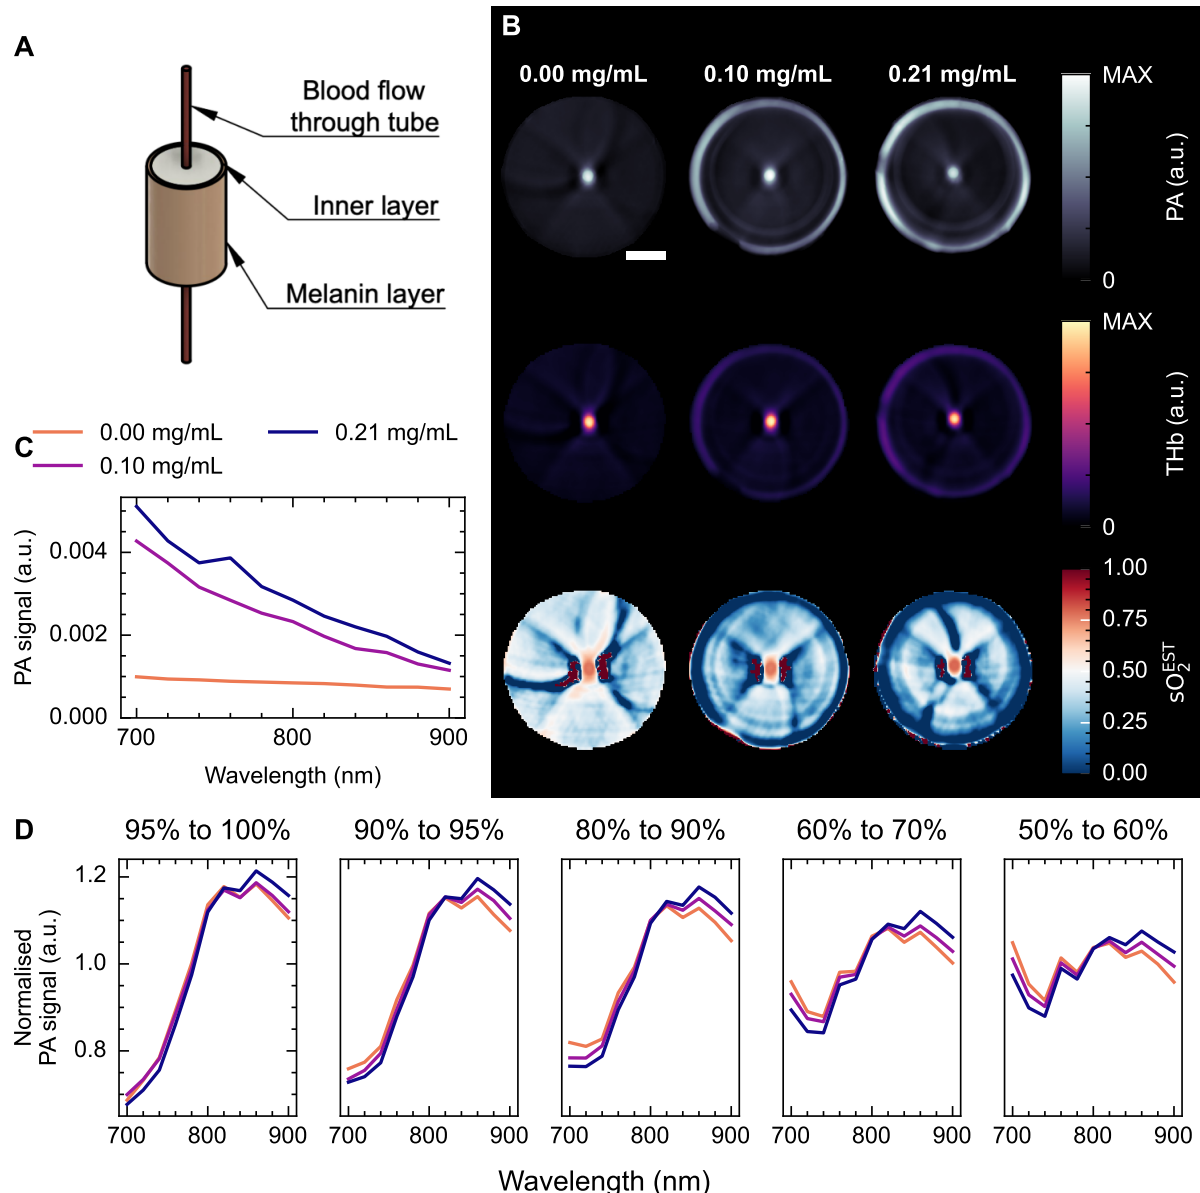 A
Blood flow
through tube
Inner layer
Melanin layer
B
0.00 mg/mL 0.10 mg/mL 0.21 mg/mL
MAX
PA (a.u.)
0
MAX
THb (a.u.)
0
1.00
0.75
0.50
0.25
0.00
sO₂ᴱˢᵀ
C
0.00 mg/mL 0.21 mg/mL
0.10 mg/mL
PA signal (a.u.)
0.004
0.002
0.000
700 800 900
Wavelength (nm)
D
95% to 100% 90% to 95% 80% to 90% 60% to 70% 50% to 60%
Normalised
PA signal (a.u.)
1.2
1.0
0.8
700 800 900 700 800 900 700 800 900 700 800 900 700 800 900
Wavelength (nm)